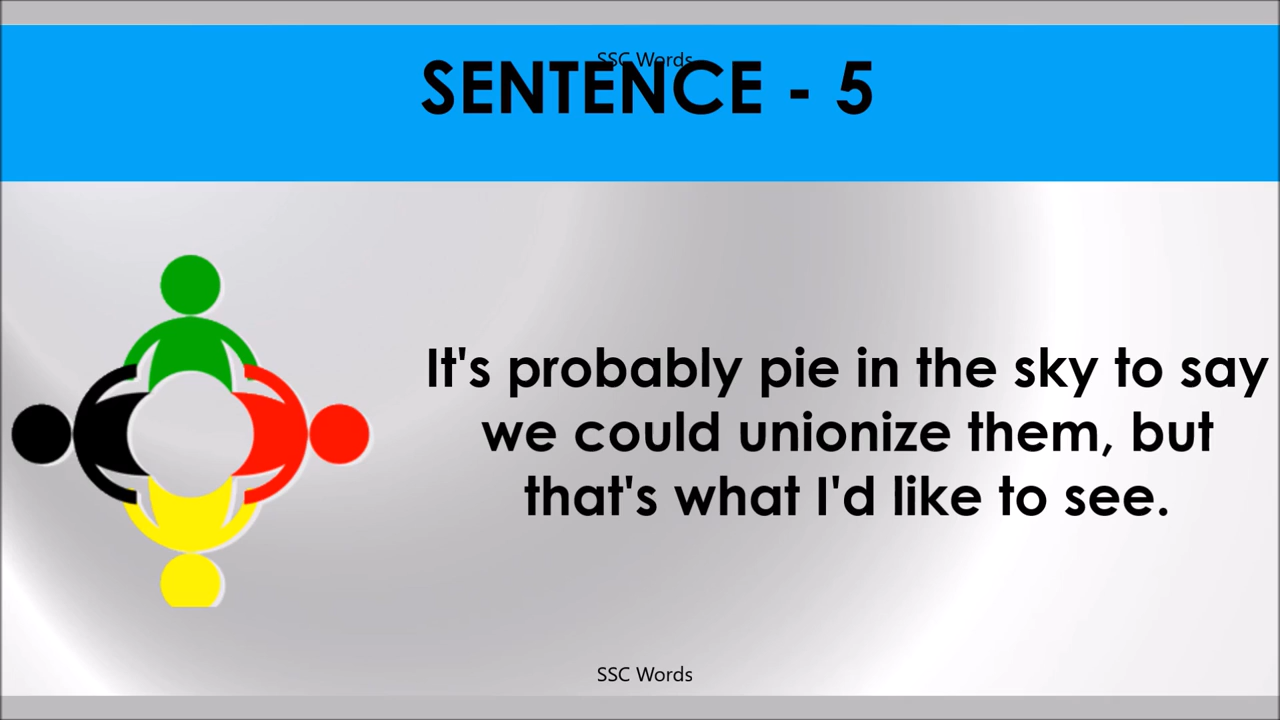 SSC Words
SENTENCE - 5
It's probably pie in the sky to say
we could unionize them, but
that's what I'd like to see.
SSC Words